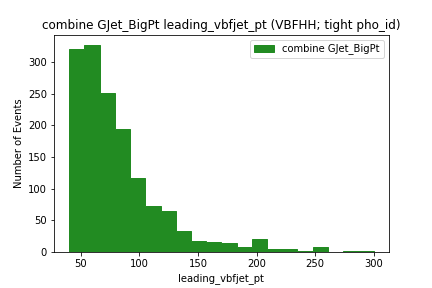 combine GJet_BigPt leading_vbfjet_pt (VBFHH; tight pho_id)
combine GJet_BigPt
Number of Events
300
250
200
150
100
50
0
50 100 150 200 250 300
leading_vbfjet_pt